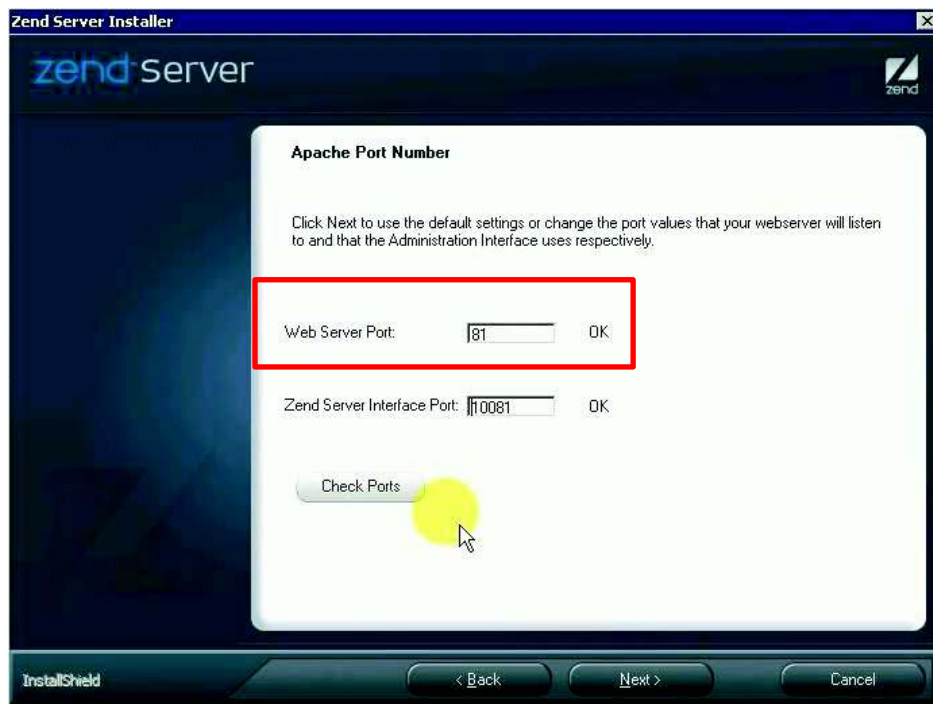 Zend Server Installer
zend server
zend
Apache Port Number
Click Next to use the default settings or change the port values that your webserver will listen
to and that the Administration Interface uses respectively.
Web Server Port: 81 OK
Zend Server Interface Port: 10081 OK
Check Ports
InstallShield < Back Next > Cancel